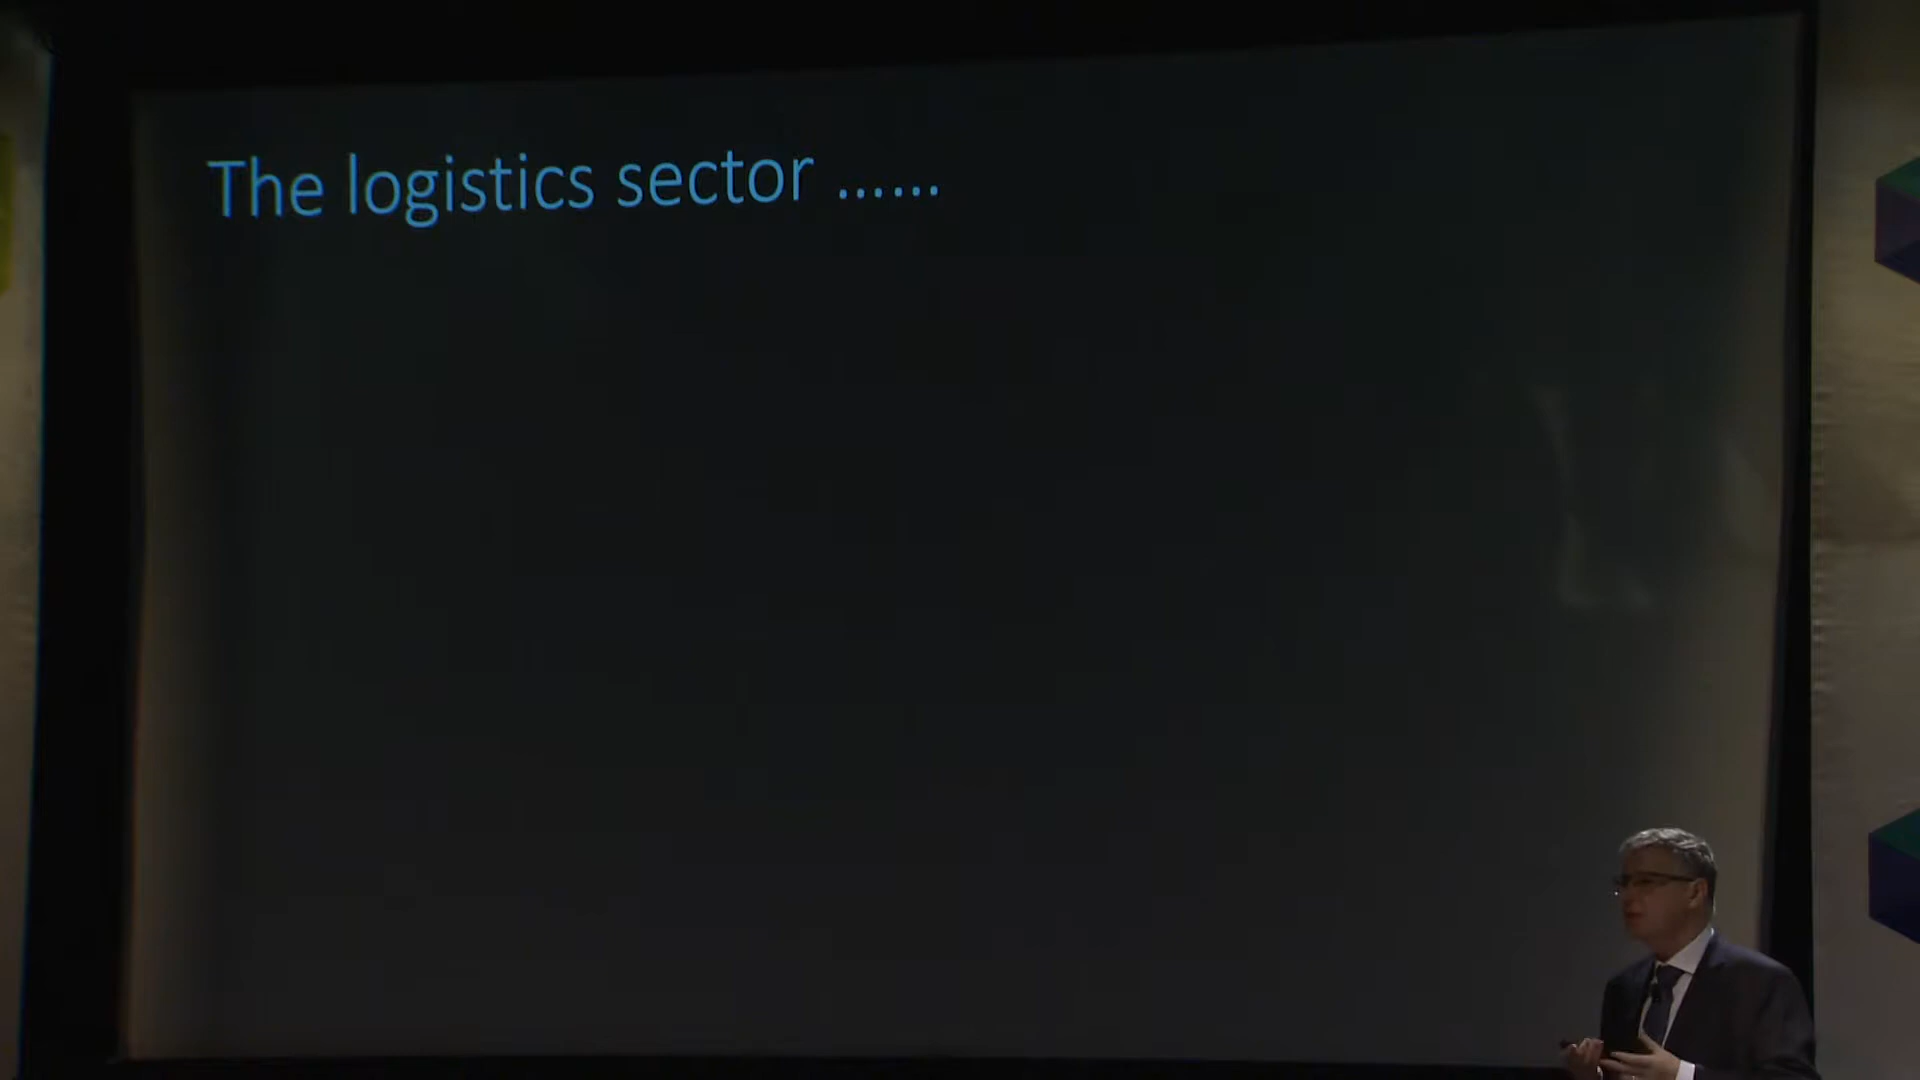 The logistics sector ......